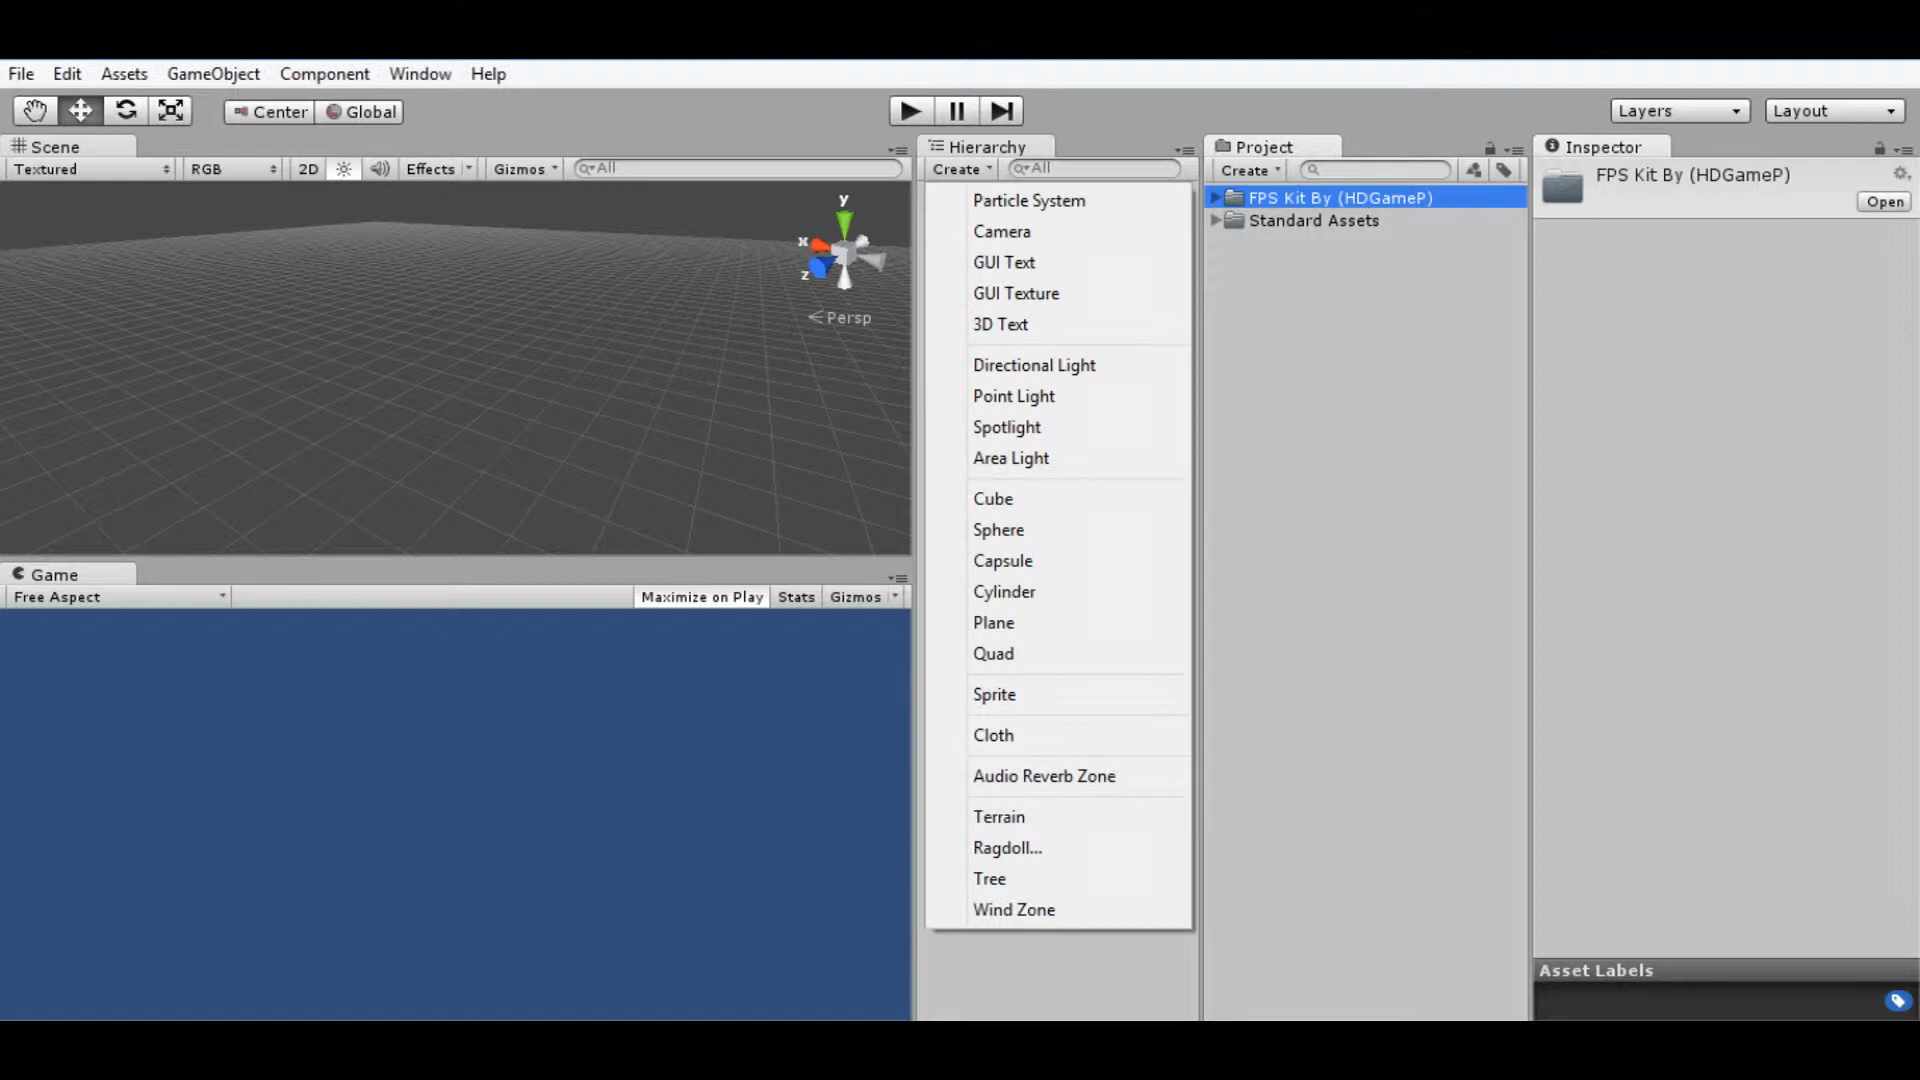 File Edit Assets GameObject Component Window Help
Center Global
Layers Layout
Scene
Textured RGB 2D Effects Gizmos All
y
x
z
Persp
Game
Free Aspect Maximize on Play Stats Gizmos
Hierarchy
Create All
Particle System
Camera
GUI Text
GUI Texture
3D Text
Directional Light
Point Light
Spotlight
Area Light
Cube
Sphere
Capsule
Cylinder
Plane
Quad
Sprite
Cloth
Audio Reverb Zone
Terrain
Ragdoll...
Tree
Wind Zone
Project
Create
FPS Kit By (HDGameP)
Standard Assets
Inspector
FPS Kit By (HDGameP)
Open
Asset Labels